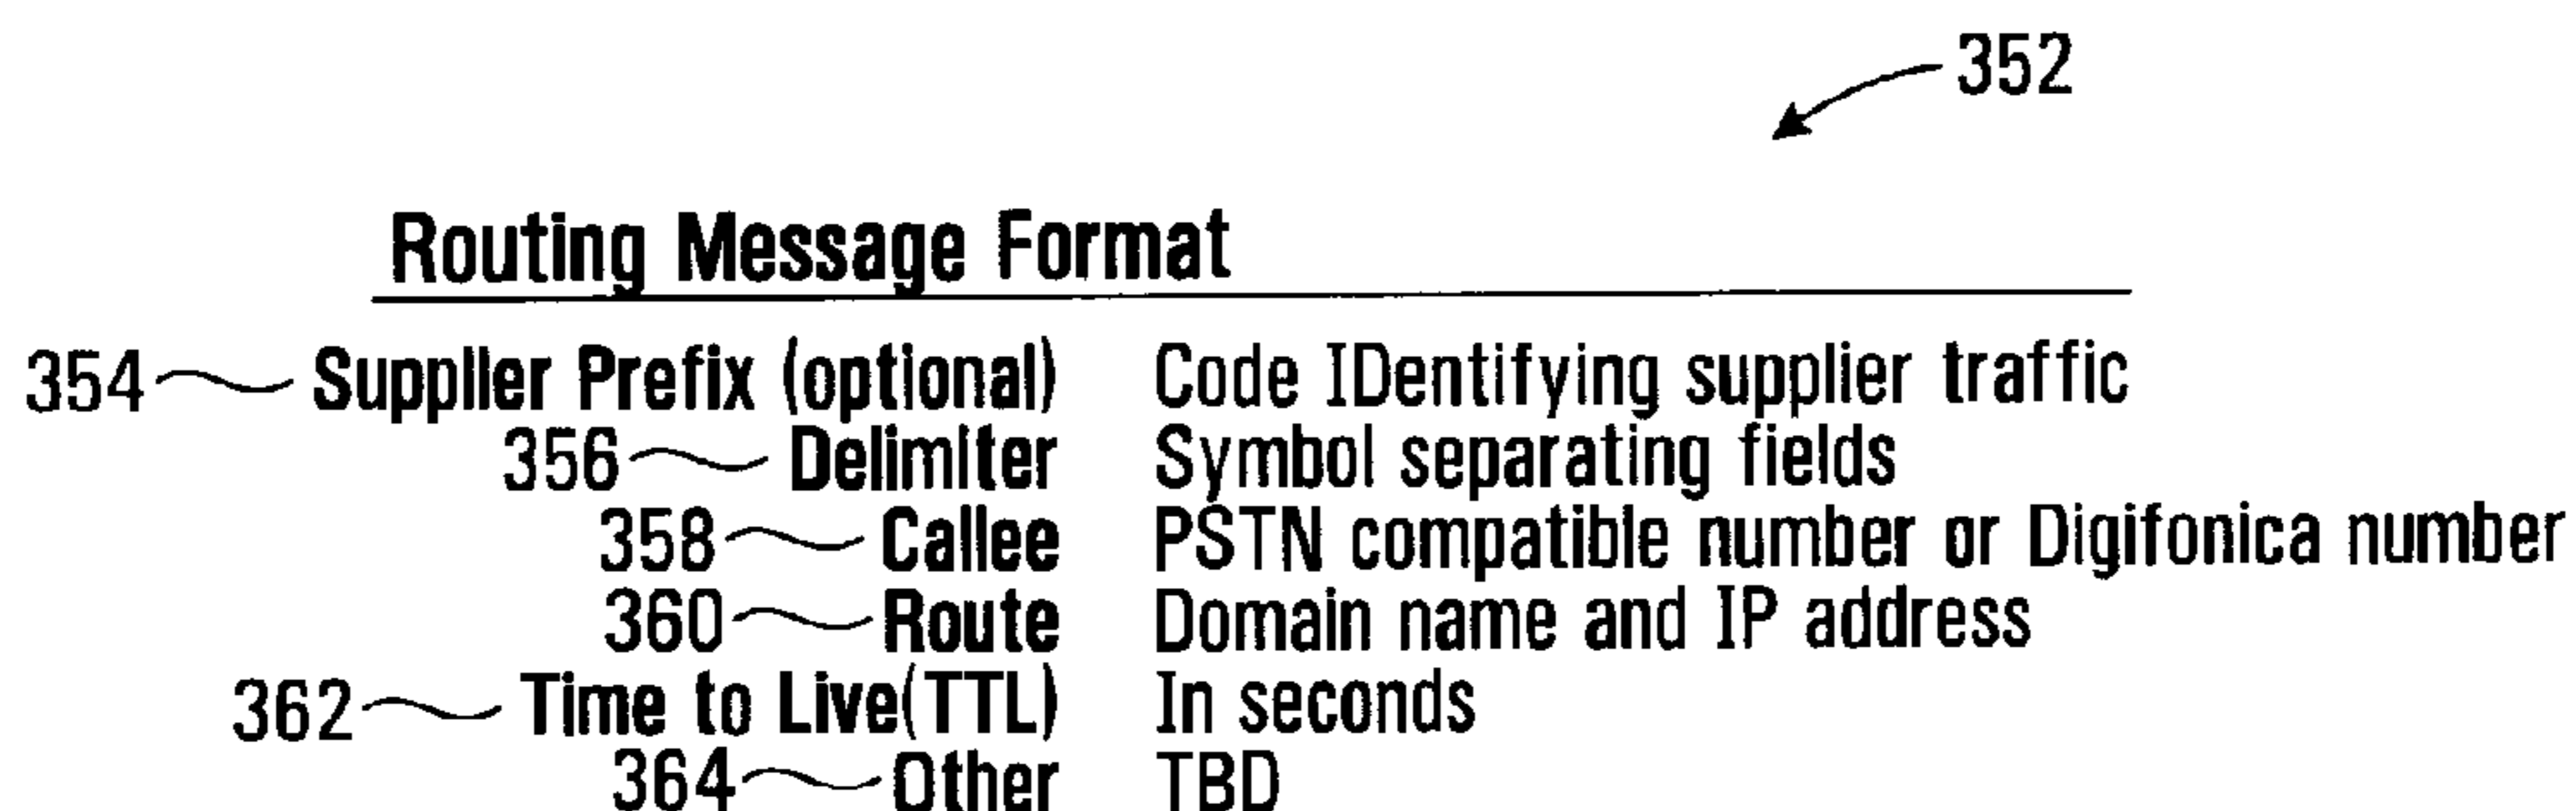 352
Routing Message Format
354 Supplier Prefix (optional) Code IDentifying supplier traffic
356 Delimiter Symbol separating fields
358 Callee PSTN compatible number or Digifonica number
360 Route Domain name and IP address
362 Time to Live(TTL) In seconds
364 Other TBD